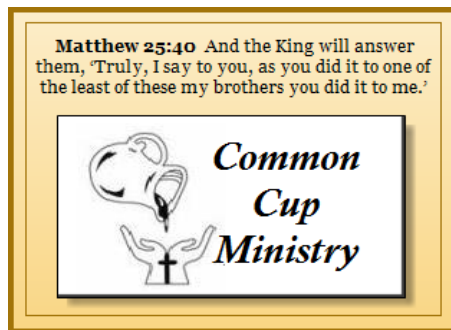 Matthew 25:40 And the King will answer
them, ‘Truly, I say to you, as you did it to one of
the least of these my brothers you did it to me.’
Common
Cup
Ministry